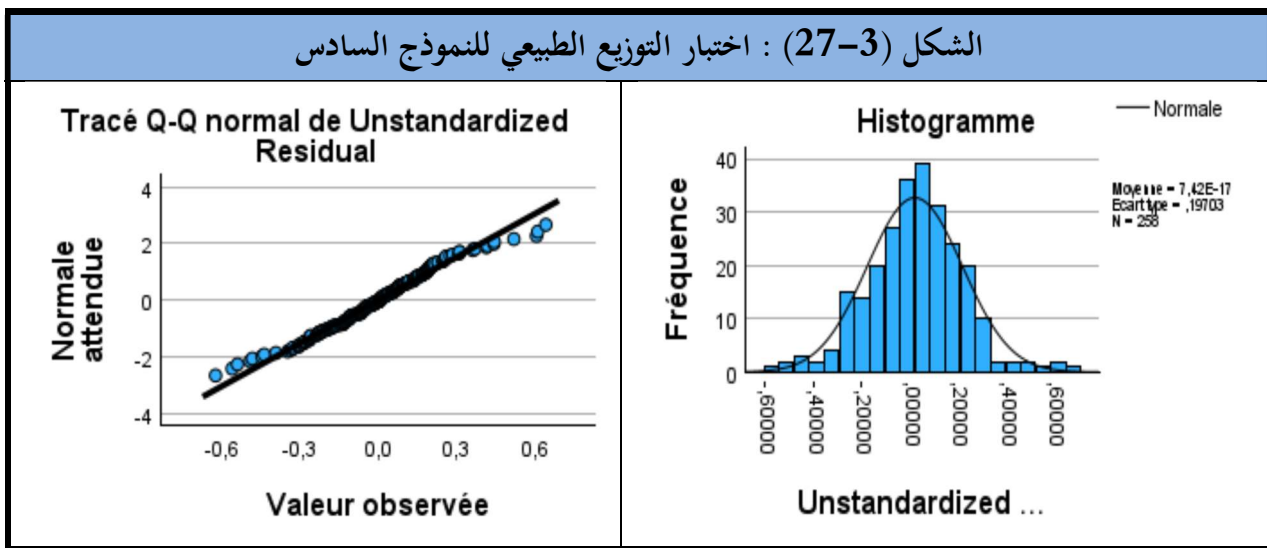 الشكل (3-27) : اختبار التوزيع الطبيعي للنموذج السادس
Tracé Q-Q normal de Unstandardized
Residual
Normale
attendue
4
2
0
-2
-4
-0,6 -0,3 0,0 0,3 0,6
Valeur observée
Histogramme
Normale
Moyenne = 7,42E-17
Ecart type = ,19703
N = 258
Fréquence
40
30
20
10
0
-,60000 -,40000 -,20000 ,00000 ,20000 ,40000 ,60000
Unstandardized ...